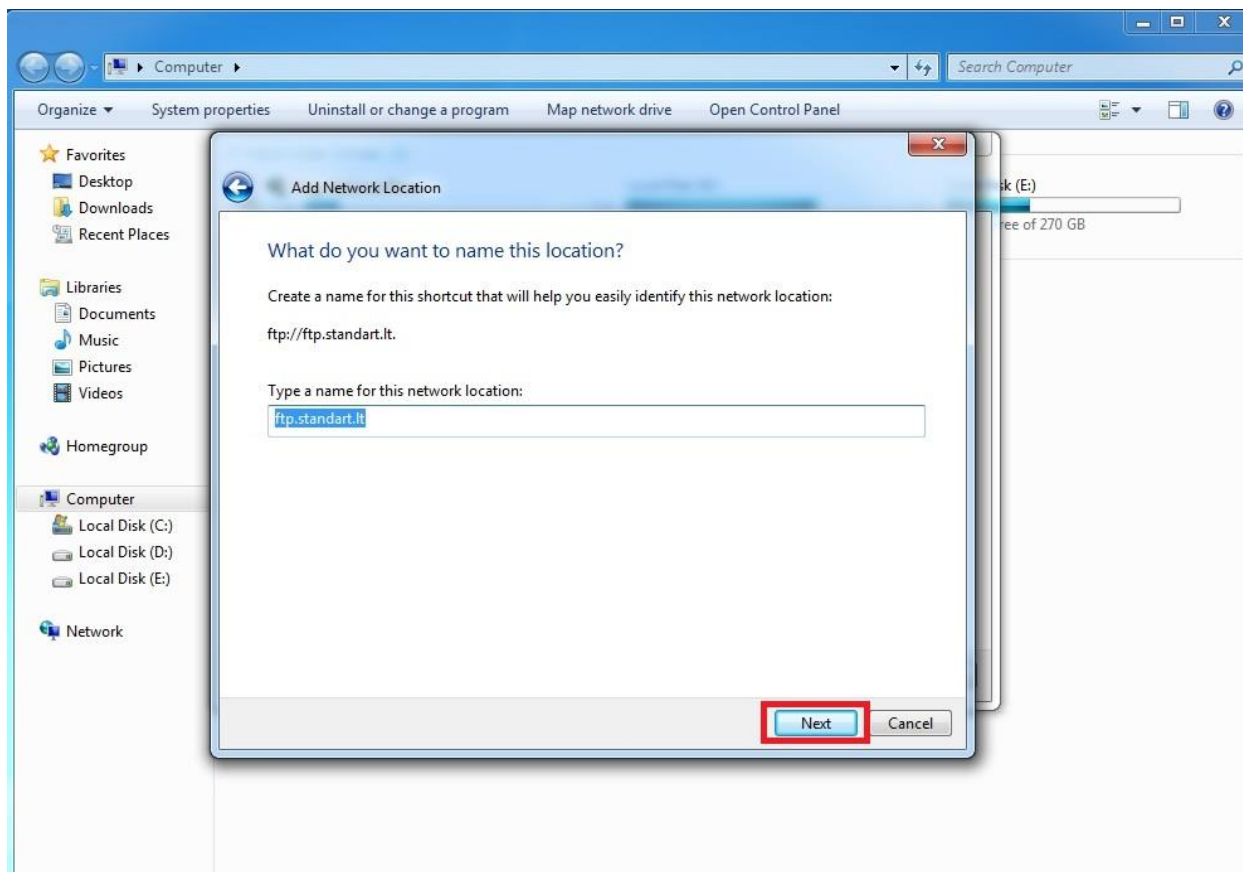 Computer
Search Computer
Organize System properties Uninstall or change a program Map network drive Open Control Panel
Favorites
Desktop
Downloads
Recent Places
Libraries
Documents
Music
Pictures
Videos
Homegroup
Computer
Local Disk (C:)
Local Disk (D:)
Local Disk (E:)
Network
Add Network Location
What do you want to name this location?
Create a name for this shortcut that will help you easily identify this network location:
ftp://ftp.standart.lt.
Type a name for this network location:
ftp.standart.lt
Next Cancel
(E:)
of 270 GB